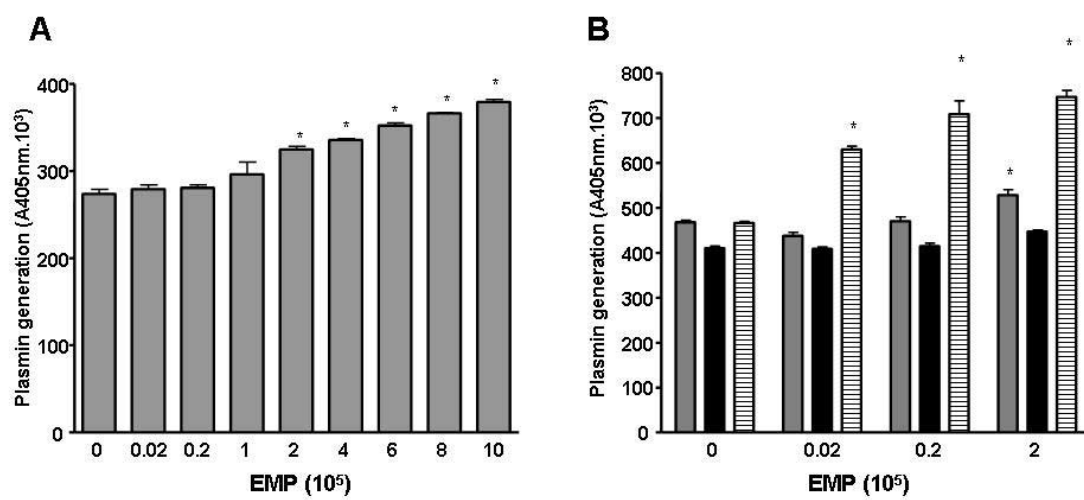 A
Plasmin generation (A405nm.10³)
400
300
200
100
0
* * * * *
0 0.02 0.2 1 2 4 6 8 10
EMP (10⁵)
B
Plasmin generation (A405nm.10³)
800
700
600
500
400
300
200
100
0
* * * *
0 0.02 0.2 2
EMP (10⁵)